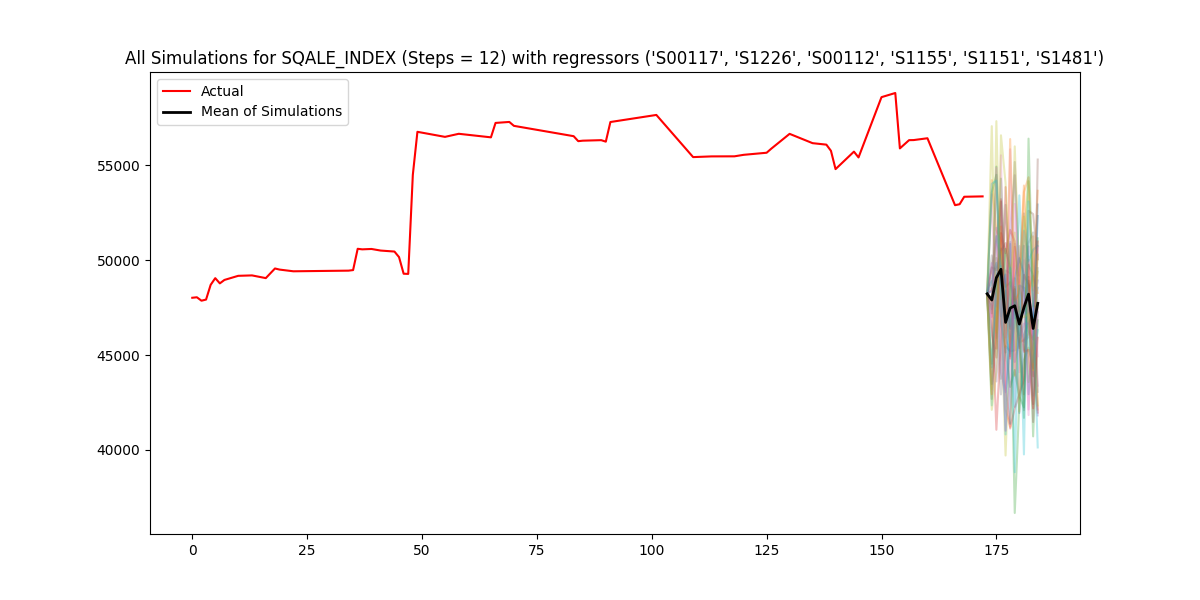 All Simulations for SQALE_INDEX (Steps = 12) with regressors ('S00117', 'S1226', 'S00112', 'S1155', 'S1151', 'S1481')
Actual
Mean of Simulations
55000
50000
45000
40000
0 25 50 75 100 125 150 175